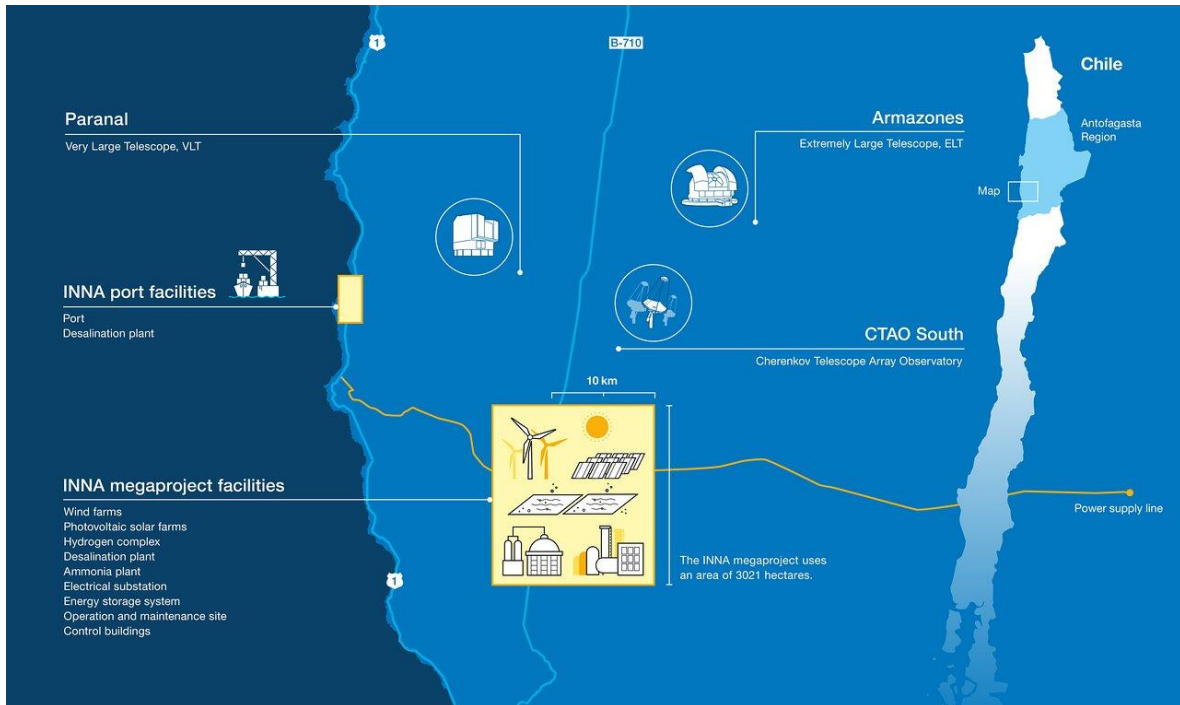 1
B-710
Chile
Antofagasta
Region
Map
Paranal
Very Large Telescope, VLT
Armazones
Extremely Large Telescope, ELT
INNA port facilities
Port
Desalination plant
CTAO South
Cherenkov Telescope Array Observatory
10 km
INNA megaproject facilities
Wind farms
Photovoltaic solar farms
Hydrogen complex
Desalination plant
Ammonia plant
Electrical substation
Energy storage system
Operation and maintenance site
Control buildings
1
The INNA megaproject uses
an area of 3021 hectares.
Power supply line